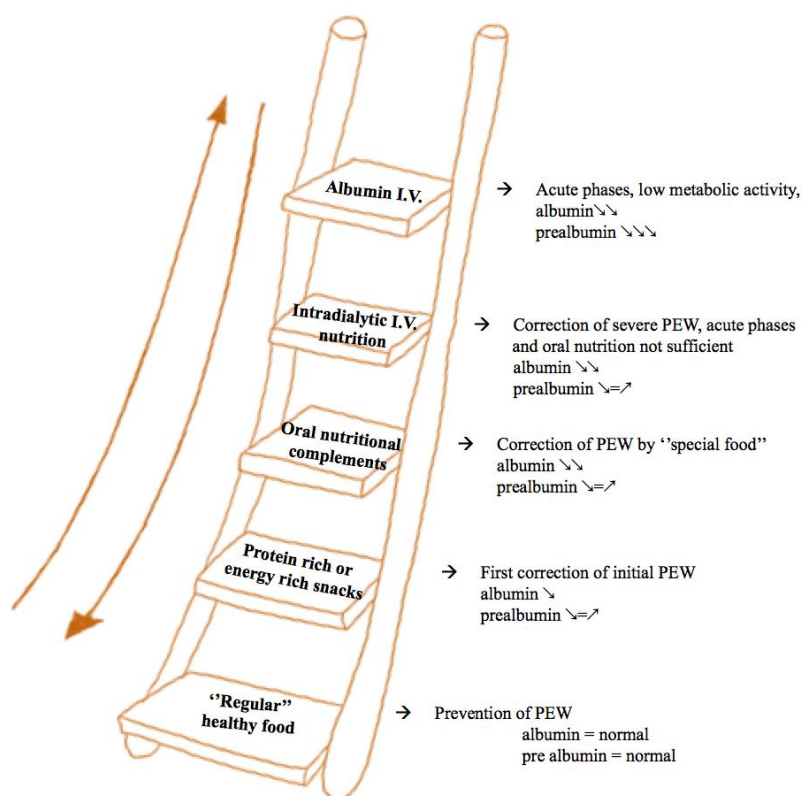 Albumin I.V.
→ Acute phases, low metabolic activity,
albumin↘↘
prealbumin ↘↘↘
Intradialytic I.V.
nutrition
→ Correction of severe PEW, acute phases
and oral nutrition not sufficient
albumin ↘↘
prealbumin ↘=↗
Oral nutritional
complements
→ Correction of PEW by ‘‘special food’’
albumin ↘↘
prealbumin ↘=↗
Protein rich or
energy rich snacks
→ First correction of initial PEW
albumin ↘
prealbumin ↘=↗
‘‘Regular’’
healthy food
→ Prevention of PEW
albumin = normal
pre albumin = normal